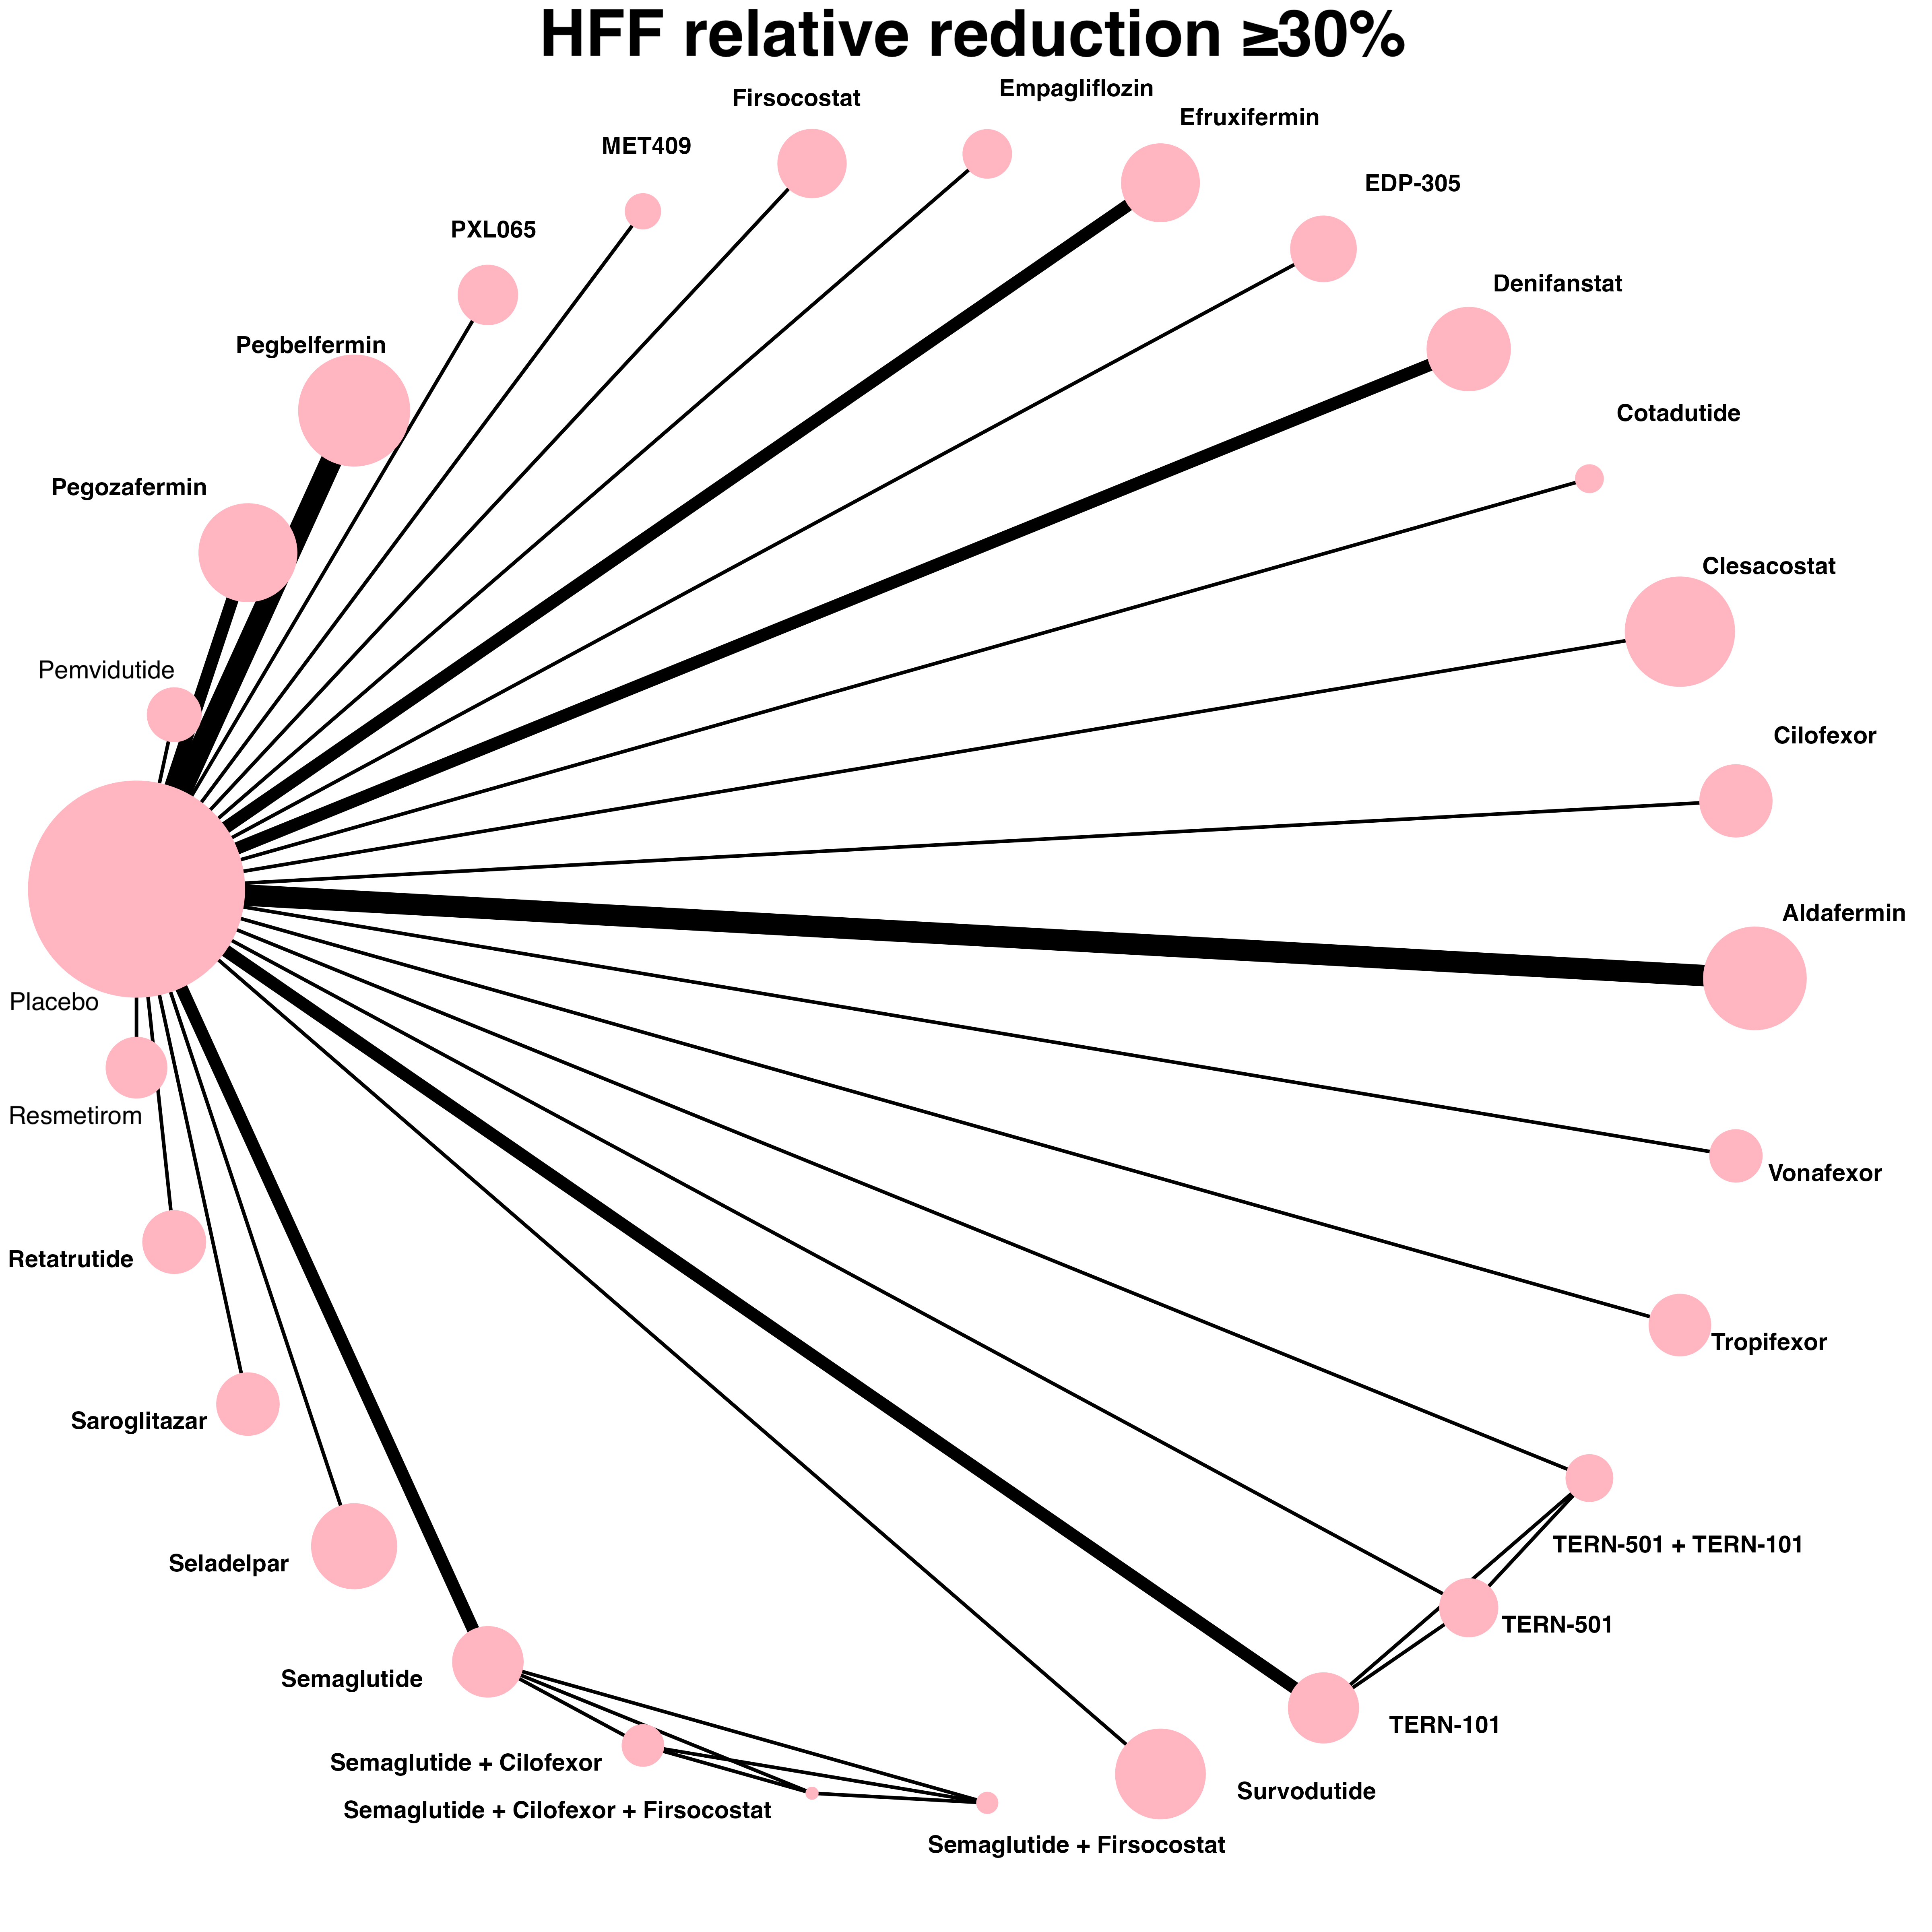 HFF relative reduction ≥30%
Empagliflozin
Firsocostat
Efruxifermin
MET409
EDP-305
PXL065
Denifanstat
Pegbelfermin
Cotadutide
Pegozafermin
Clesacostat
Pemvidutide
Cilofexor
Aldafermin
Placebo
Resmetirom
Vonafexor
Retatrutide
Tropifexor
Saroglitazar
TERN-501 + TERN-101
Seladelpar
TERN-501
Semaglutide
TERN-101
Semaglutide + Cilofexor
Survodutide
Semaglutide + Cilofexor + Firsocostat
Semaglutide + Firsocostat